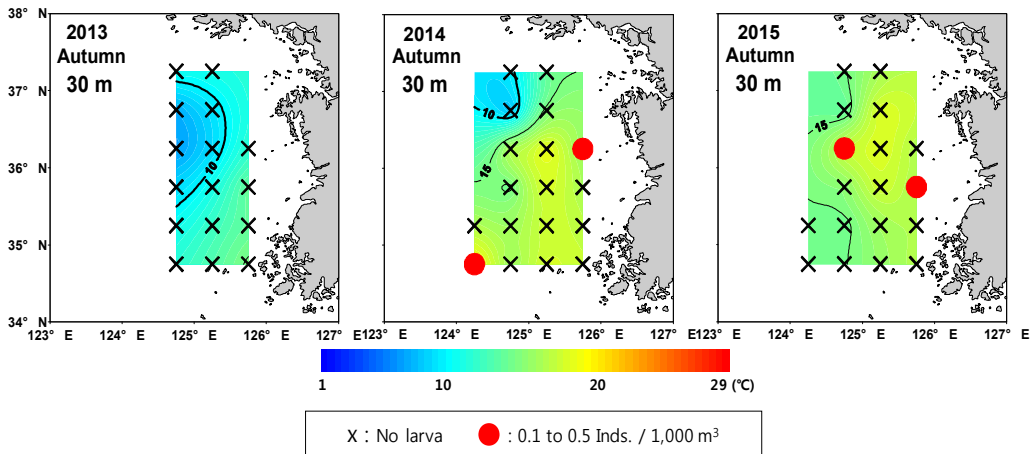 2013
Autumn
30 m
2014
Autumn
30 m
2015
Autumn
30 m
38° N
37° N
36° N
35° N
34° N
10
10
10
15
15
15
123° E 124° E 125° E 126° E 127° E
123° E 124° E 125° E 126° E 127° E
123° E 124° E 125° E 126° E 127° E
1 10 20 29 (℃)
X : No larva : 0.1 to 0.5 Inds. / 1,000 m³